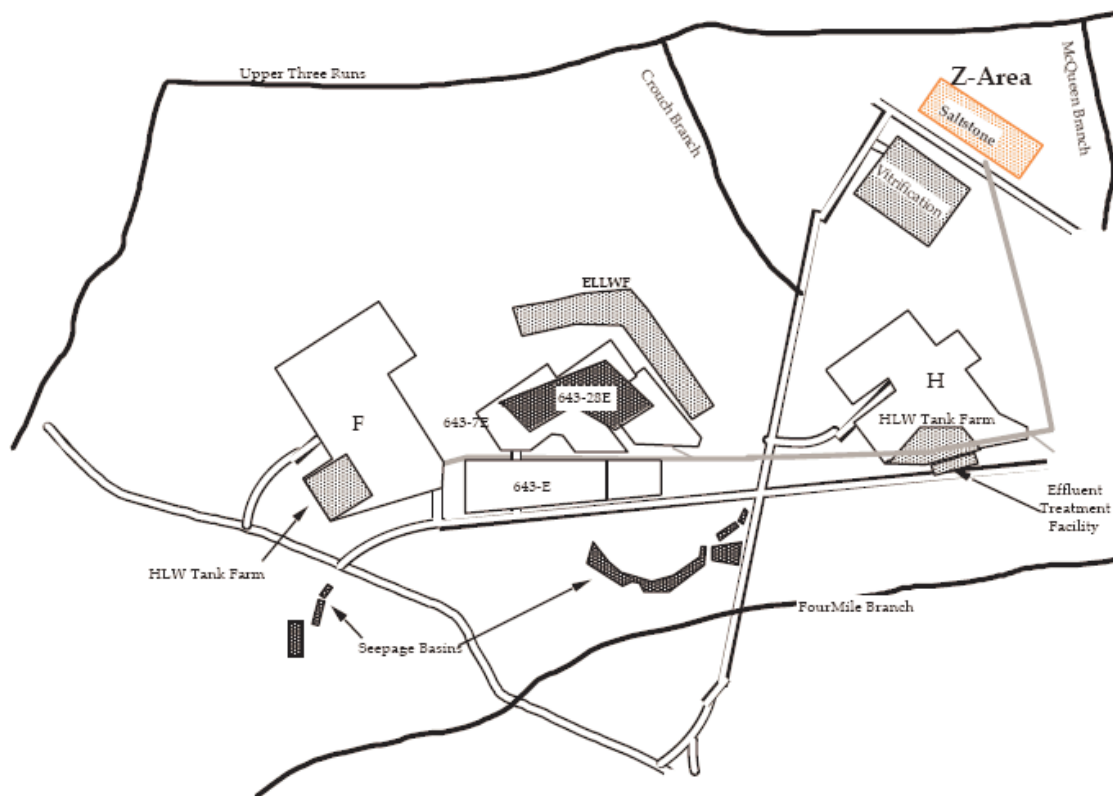 Upper Three Runs
Crouch Branch
Z-Area
McQueen Branch
Saltstone
Vitrification
ELLWF
643-28E
643-7E
F
H
HLW Tank Farm
643-E
Effluent
Treatment
Facility
HLW Tank Farm
FourMile Branch
Seepage Basins